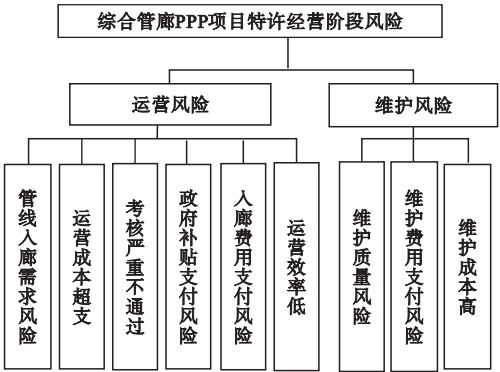 综合管廊PPP项目特许经营阶段风险
运营风险
维护风险
管线入廊需求风险
运营成本超支
考核严重不通过
政府补贴支付风险
入廊费用支付风险
运营效率低
维护质量风险
维护费用支付风险
维护成本高